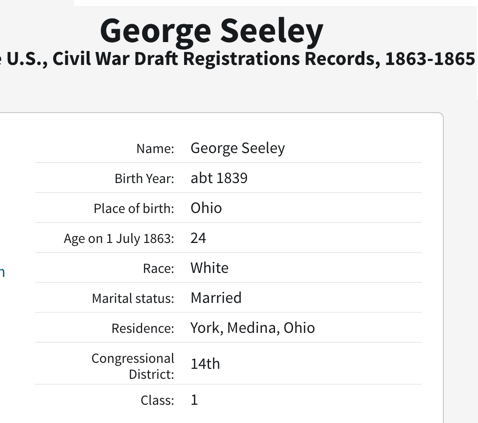 George Seeley
U.S., Civil War Draft Registrations Records, 1863-1865
Name: George Seeley
Birth Year: abt 1839
Place of birth: Ohio
Age on 1 July 1863: 24
Race: White
Marital status: Married
Residence: York, Medina, Ohio
Congressional
District: 14th
Class: 1